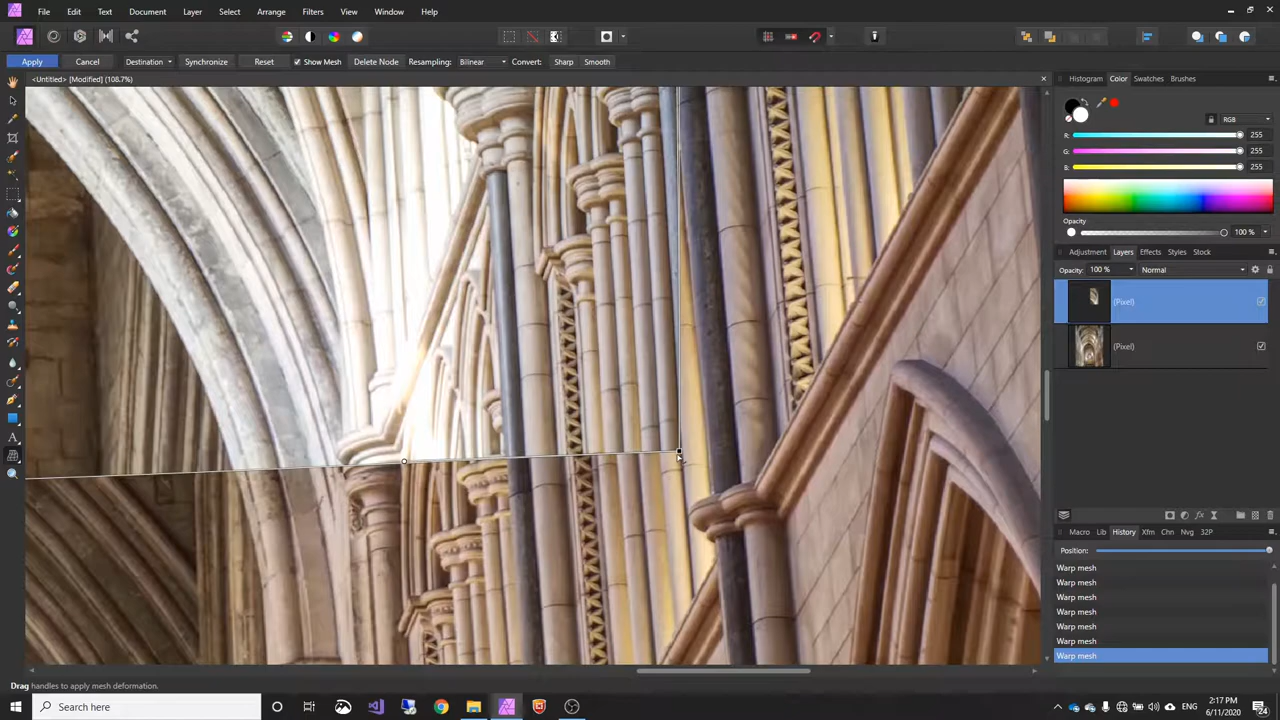 File Edit Text Document Layer Select Arrange Filters View Window Help
Apply Cancel Destination Synchronize Reset Show Mesh Delete Node Resampling: Bilinear Convert: Sharp Smooth
<Untitled> [Modified] (108.7%)
Histogram Color Swatches Brushes
RGB
R: 255
G: 255
B: 255
Opacity
100 %
Adjustment Layers Effects Styles Stock
Opacity: 100 % Normal
(Pixel)
(Pixel)
Macro Lib History Xfm Chn Nvg 32P
Position:
Warp mesh
Warp mesh
Warp mesh
Warp mesh
Warp mesh
Warp mesh
Warp mesh
Drag handles to apply mesh deformation.
Search here
2:17 PM
6/11/2020
24